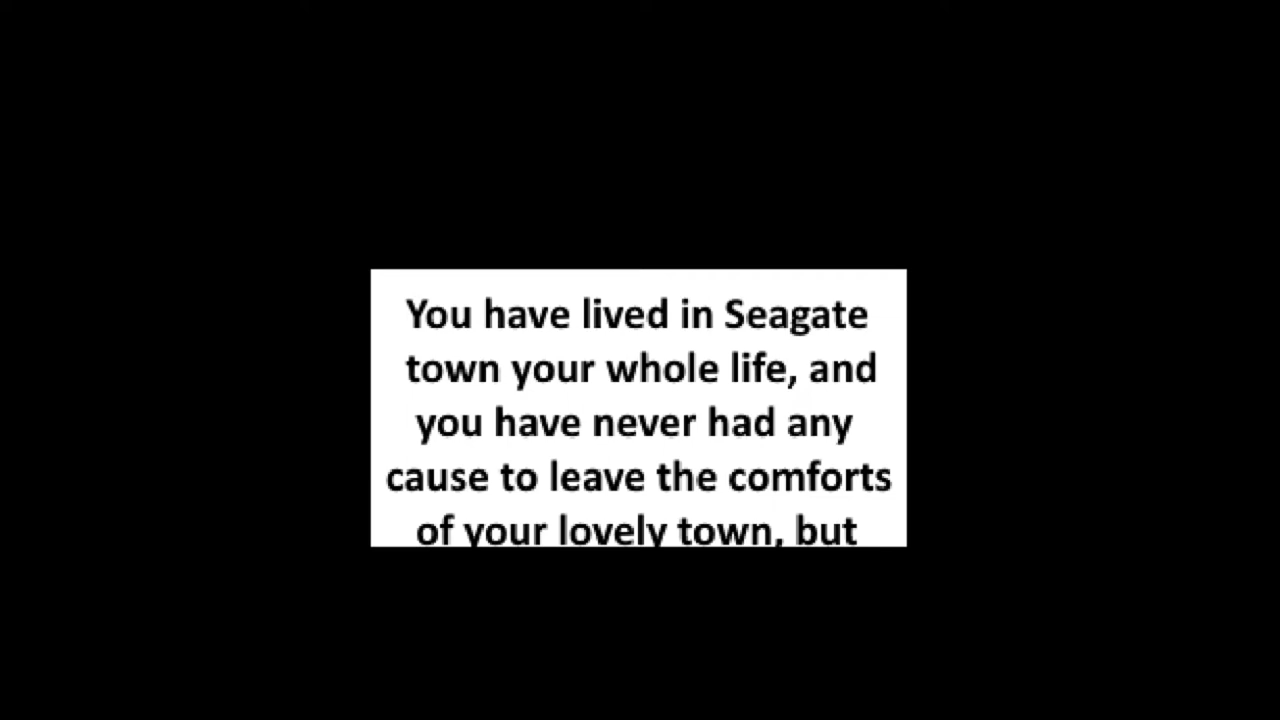 You have lived in Seagate
town your whole life, and
you have never had any
cause to leave the comforts
of your lovely town, but